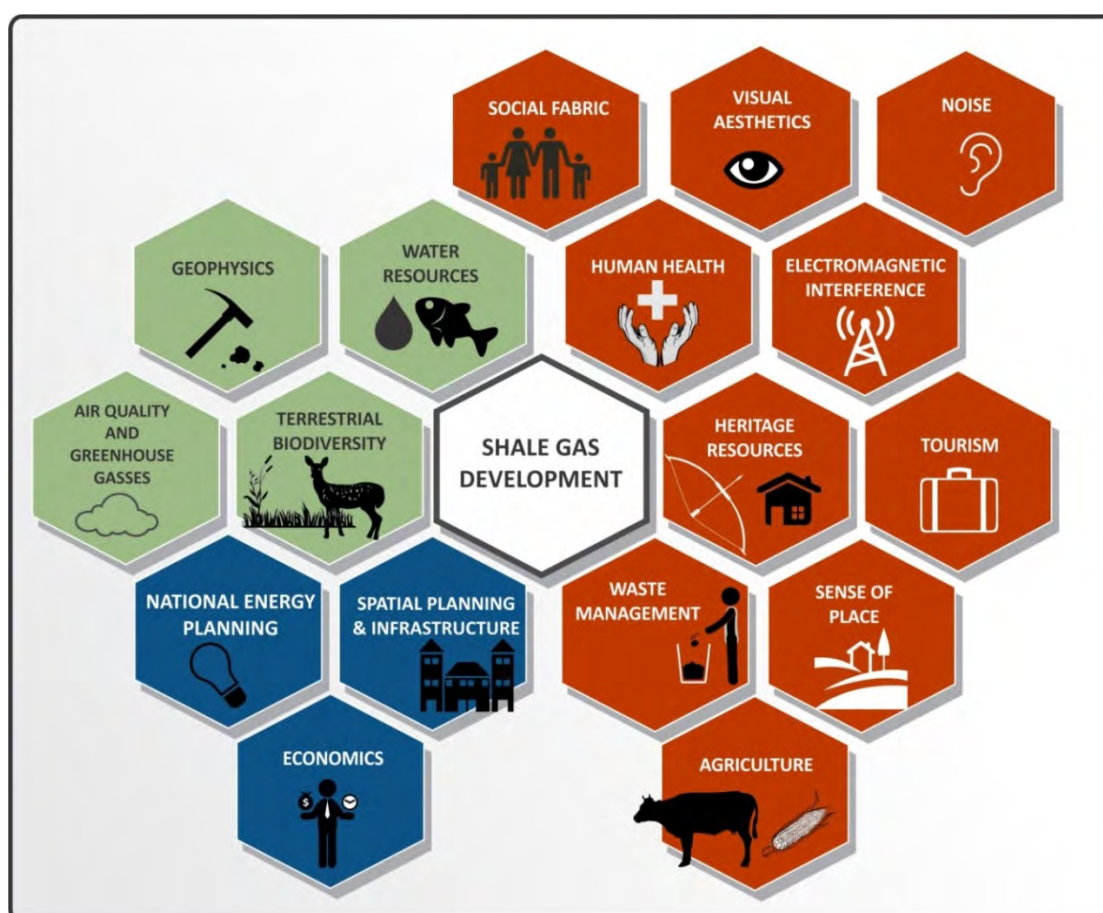 SOCIAL FABRIC
VISUAL
AESTHETICS
NOISE
GEOPHYSICS
WATER
RESOURCES
HUMAN HEALTH
ELECTROMAGNETIC
INTERFERENCE
AIR QUALITY
AND
GREENHOUSE
GASSES
TERRESTRIAL
BIODIVERSITY
SHALE GAS
DEVELOPMENT
HERITAGE
RESOURCES
TOURISM
NATIONAL ENERGY
PLANNING
SPATIAL PLANNING
& INFRASTRUCTURE
WASTE
MANAGEMENT
SENSE OF
PLACE
ECONOMICS
$
AGRICULTURE